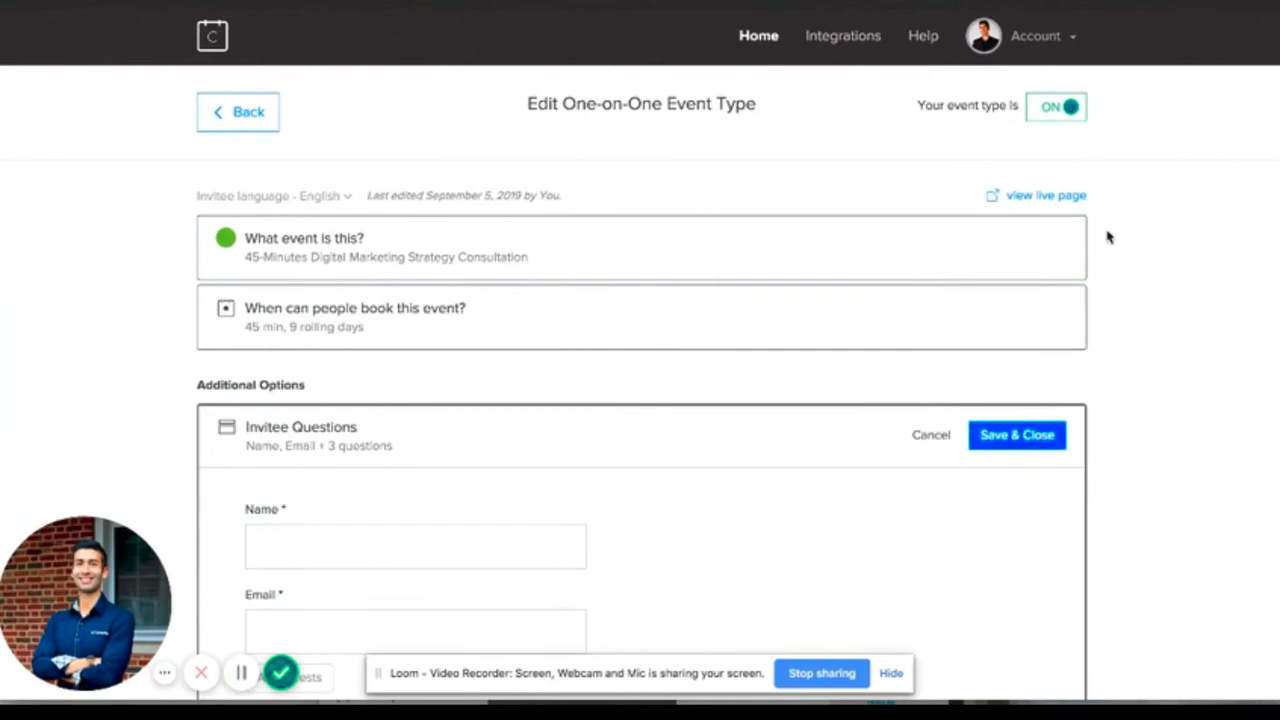 C
Home
Integrations
Help
Account
Back
Edit One-on-One Event Type
Your event type is
ON
Invitee language - English
Last edited September 5, 2019 by You.
view live page
What event is this?
45-Minutes Digital Marketing Strategy Consultation
When can people book this event?
45 min, 9 rolling days
Additional Options
Invitee Questions
Name, Email + 3 questions
Cancel
Save & Close
Name *
Email *
Loom - Video Recorder: Screen, Webcam and Mic is sharing your screen.
Stop sharing
Hide